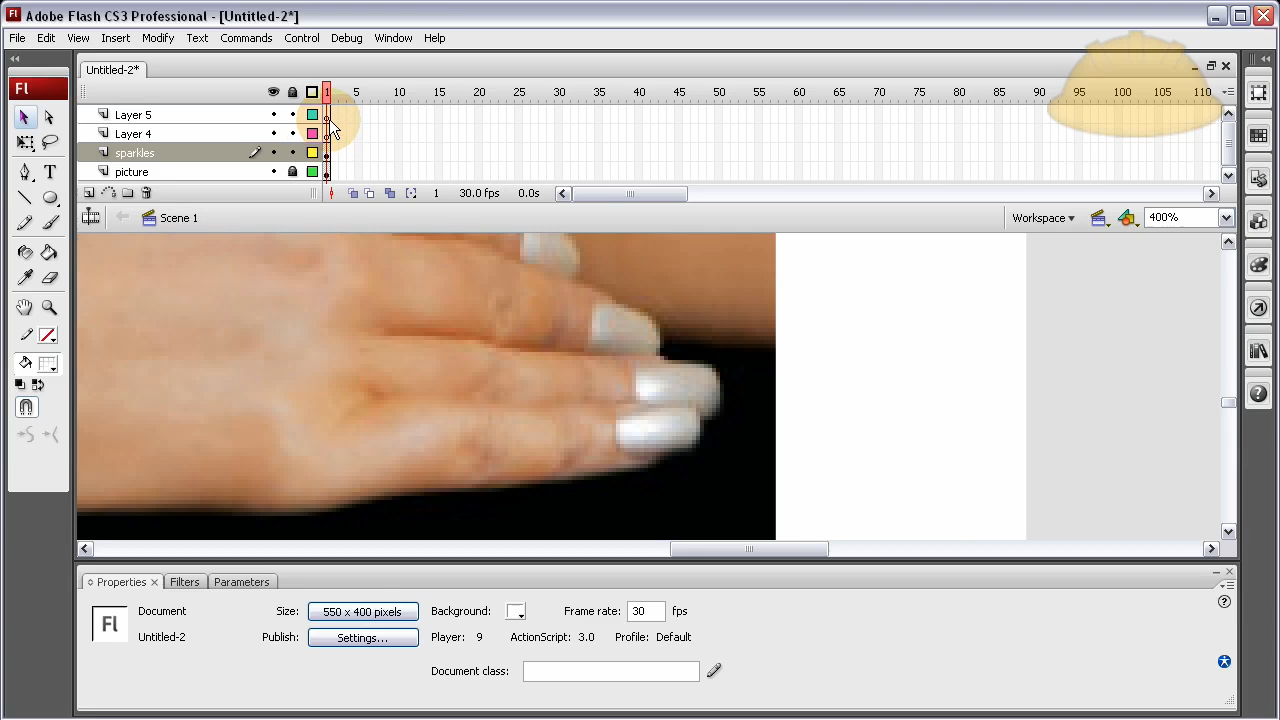 Fl Adobe Flash CS3 Professional - [Untitled-2*]
File Edit View Insert Modify Text Commands Control Debug Window Help
Untitled-2*
Fl
1 5 10 15 20 25 30 35 40 45 50 55 60 65 70 75 80 85 90 95 100 105 110
Layer 5
Layer 4
sparkles
picture
1 30.0 fps 0.0s
Scene 1 Workspace 400%
T
Properties Filters Parameters
Fl Document Size: 550 x 400 pixels Background: Frame rate: 30 fps
Untitled-2 Publish: Settings... Player: 9 ActionScript: 3.0 Profile: Default
Document class: